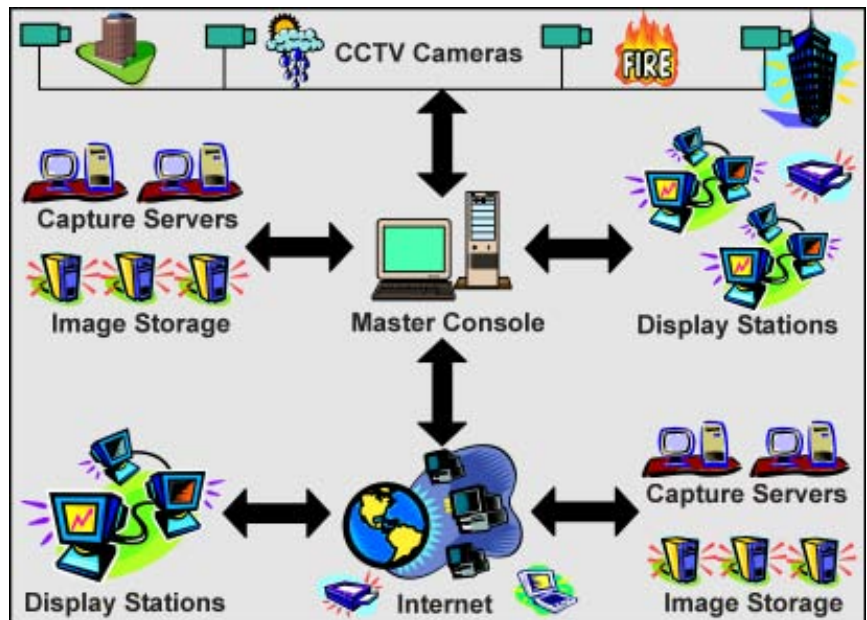 CCTV Cameras
FIRE
Capture Servers
Image Storage
Master Console
Display Stations
Capture Servers
Display Stations
Internet
Image Storage